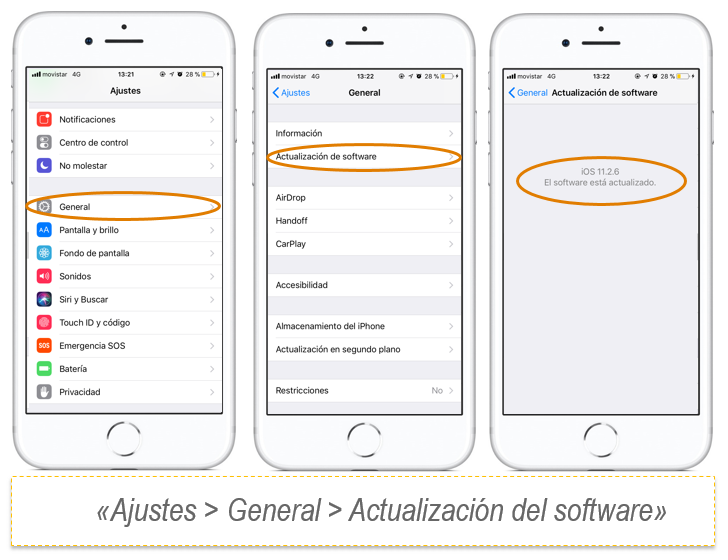 movistar 4G 13:21 28 %
Ajustes
Notificaciones
Centro de control
No molestar
General
AA Pantalla y brillo
Fondo de pantalla
Sonidos
Siri y Buscar
Touch ID y código
SOS Emergencia SOS
Batería
Privacidad
movistar 4G 13:22 28 %
Ajustes General
Información
Actualización de software
AirDrop
Handoff
CarPlay
Accesibilidad
Almacenamiento del iPhone
Actualización en segundo plano
Restricciones No
movistar 4G 13:22 28 %
General Actualización de software
iOS 11.2.6
El software está actualizado.
«Ajustes > General > Actualización del software»